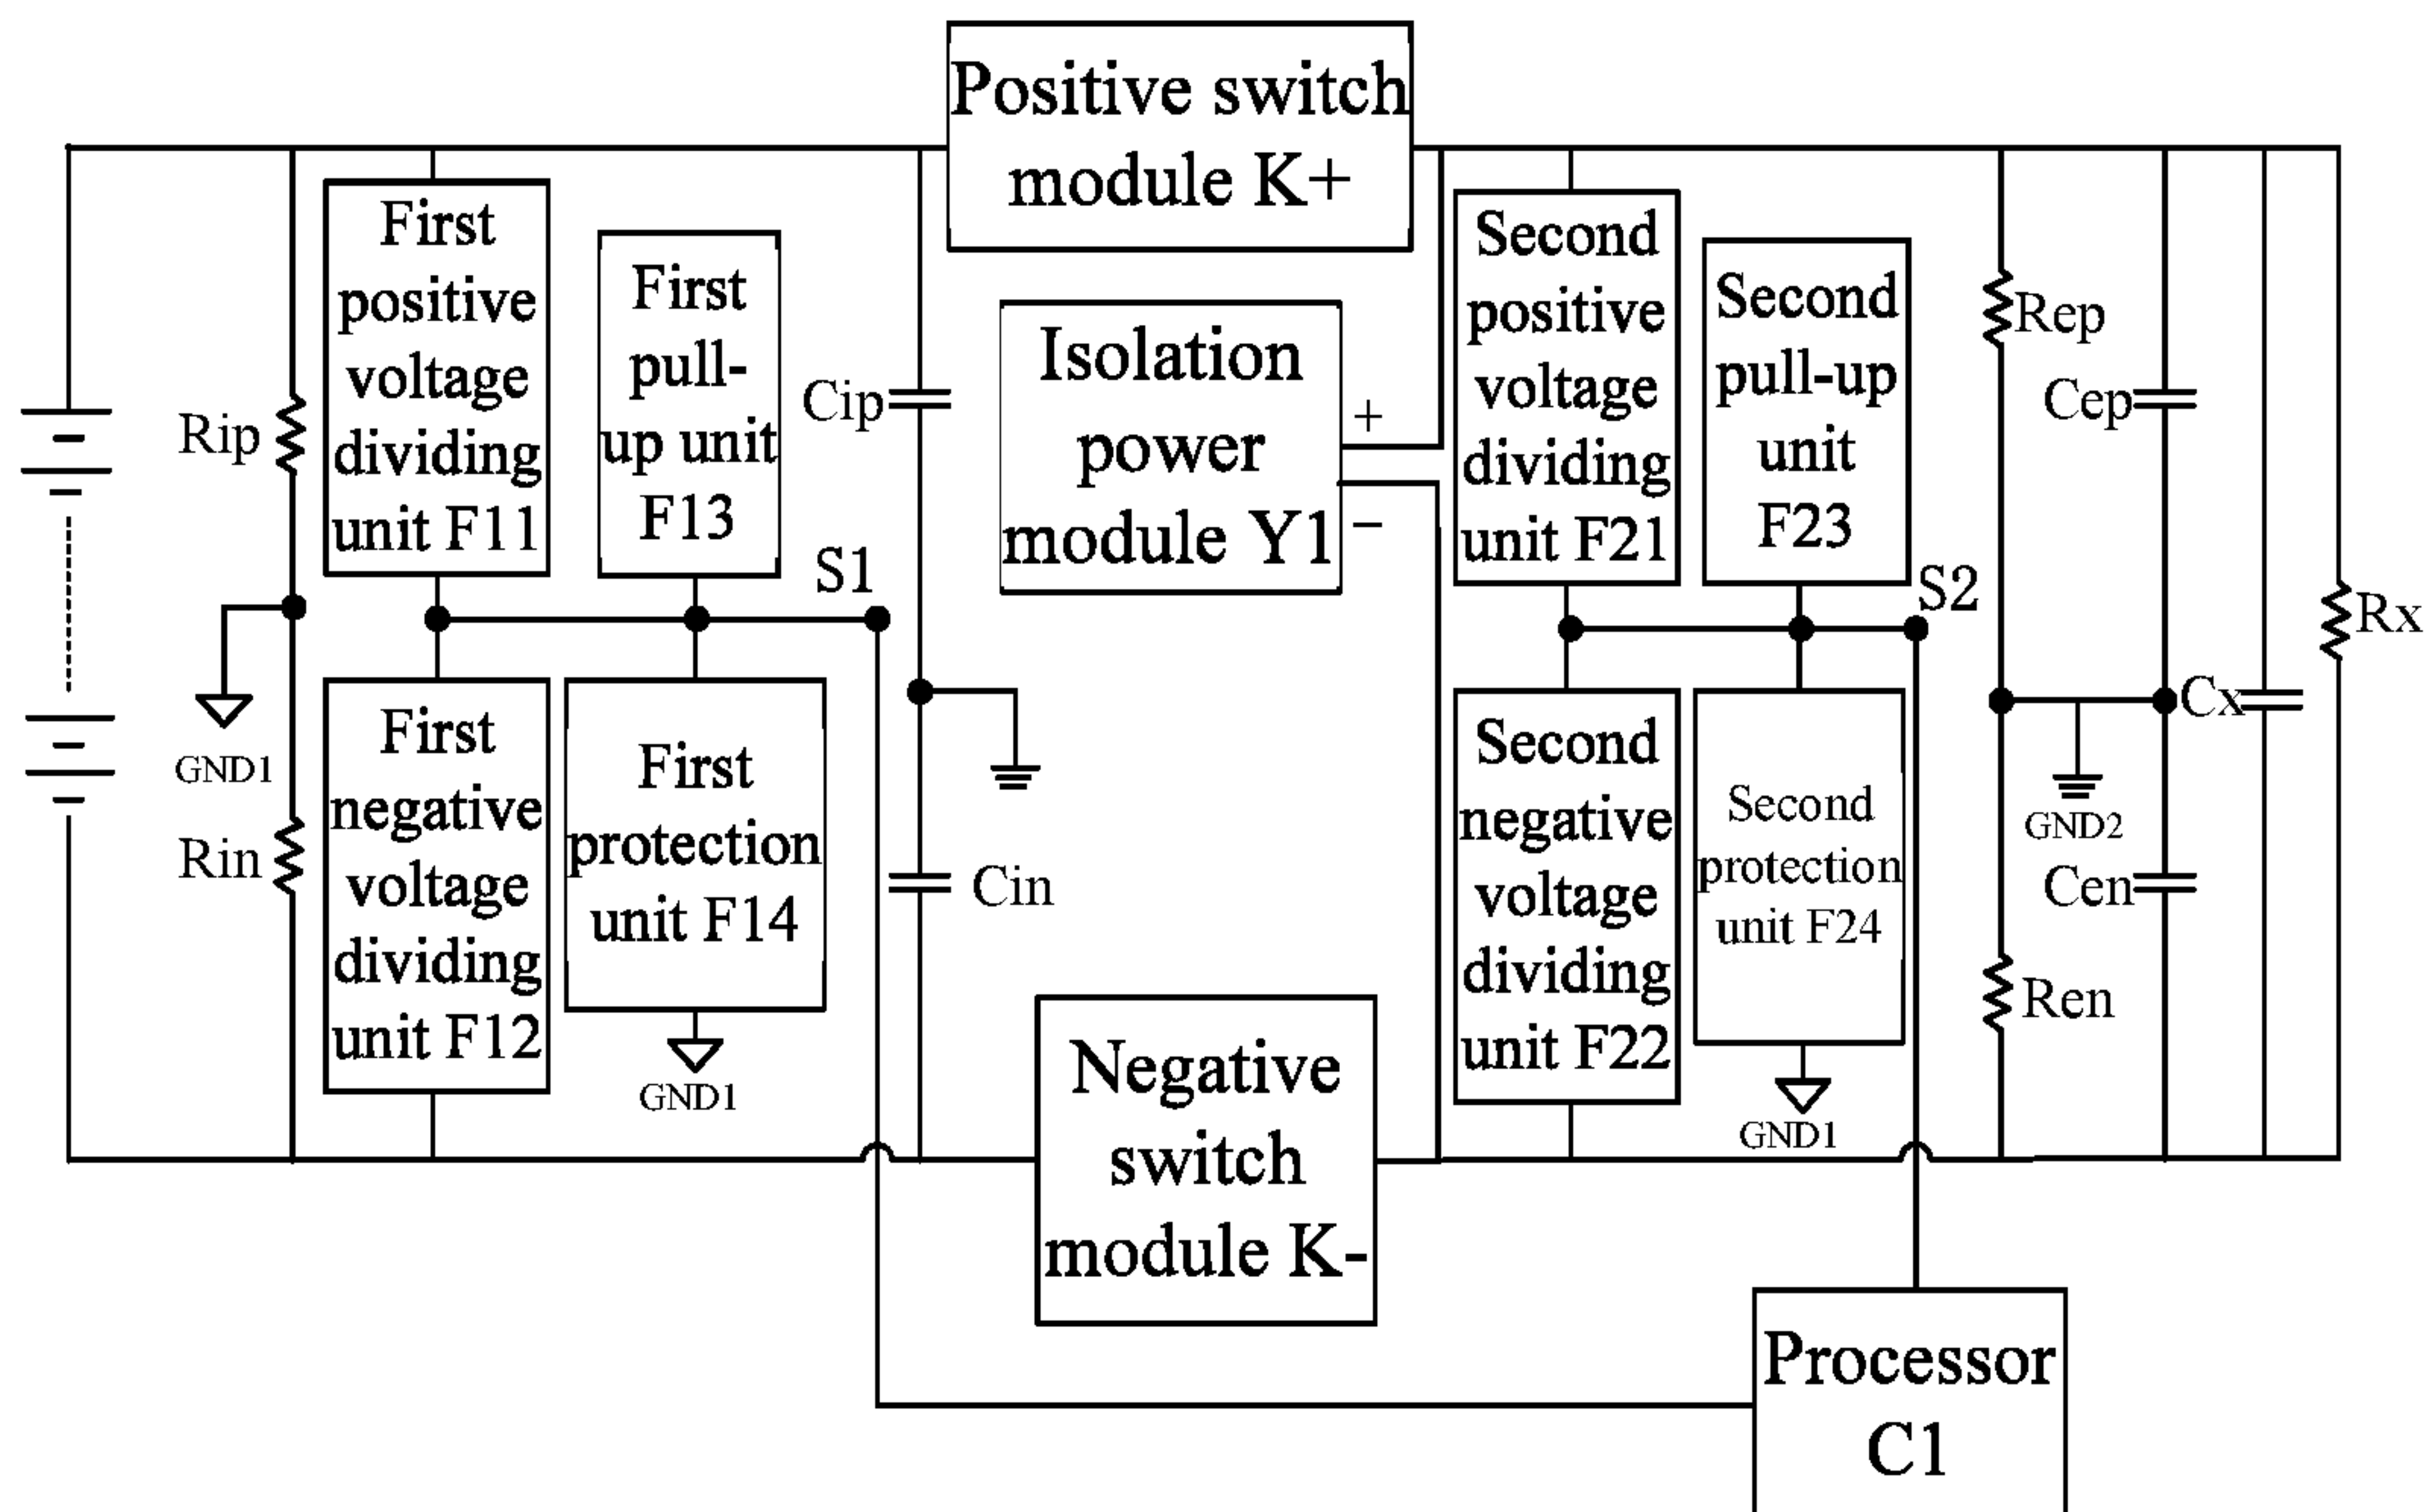 Positive switch
module K+
First
positive
voltage
dividing
unit F11
First
pull-
up unit
F13
Cip
Isolation
power
module Y1
+
−
Second
positive
voltage
dividing
unit F21
Second
pull-up
unit
F23
Rep
Cep
Rip
S1
S2
Rx
GND1
Rin
First
negative
voltage
dividing
unit F12
First
protection
unit F14
GND1
Cin
Second
negative
voltage
dividing
unit F22
Second
protection
unit F24
GND1
Cx
GND2
Cen
Ren
Negative
switch
module K-
Processor
C1